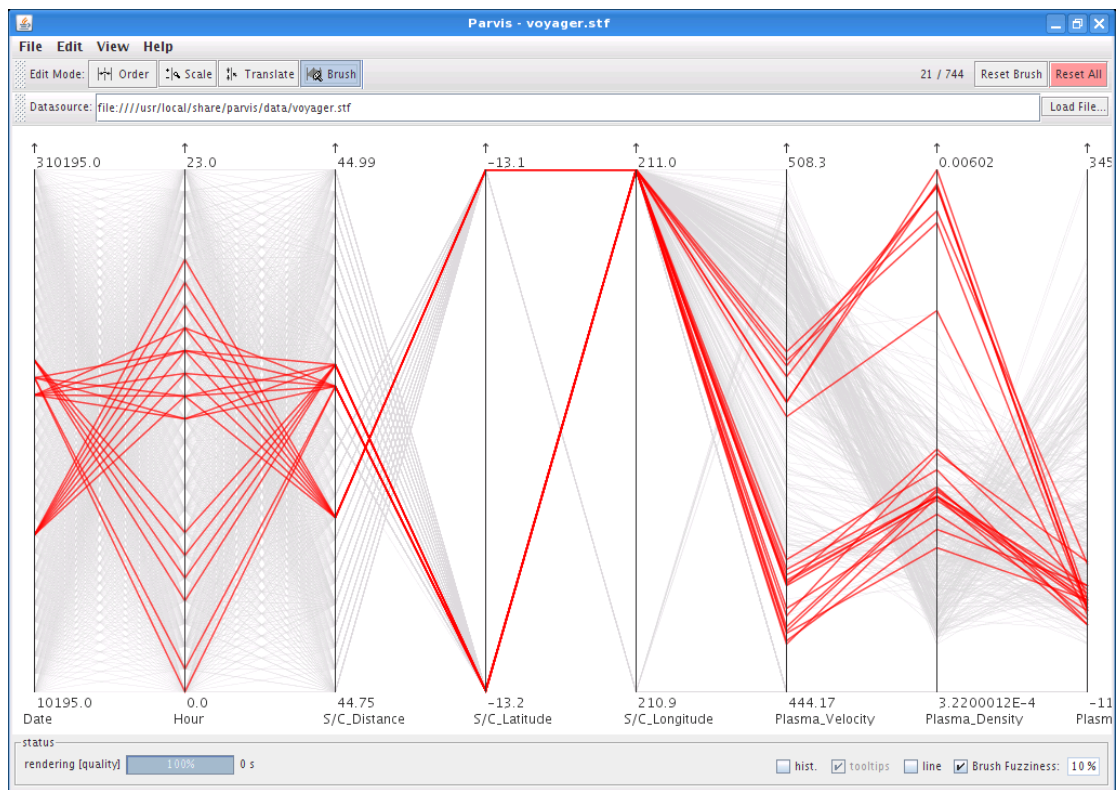 Parvis - voyager.stf
File Edit View Help
Edit Mode: Order Scale Translate Brush 21 / 744 Reset Brush Reset All
Datasource: file:////usr/local/share/parvis/data/voyager.stf Load File...
310195.0 23.0 44.99 -13.1 211.0 508.3 0.00602 345
10195.0 0.0 44.75 -13.2 210.9 444.17 3.2200012E-4 -11
Date Hour S/C_Distance S/C_Latitude S/C_Longitude Plasma_Velocity Plasma_Density Plasm
status
rendering [quality] 100% 0 s hist. tooltips line Brush Fuzziness: 10 %